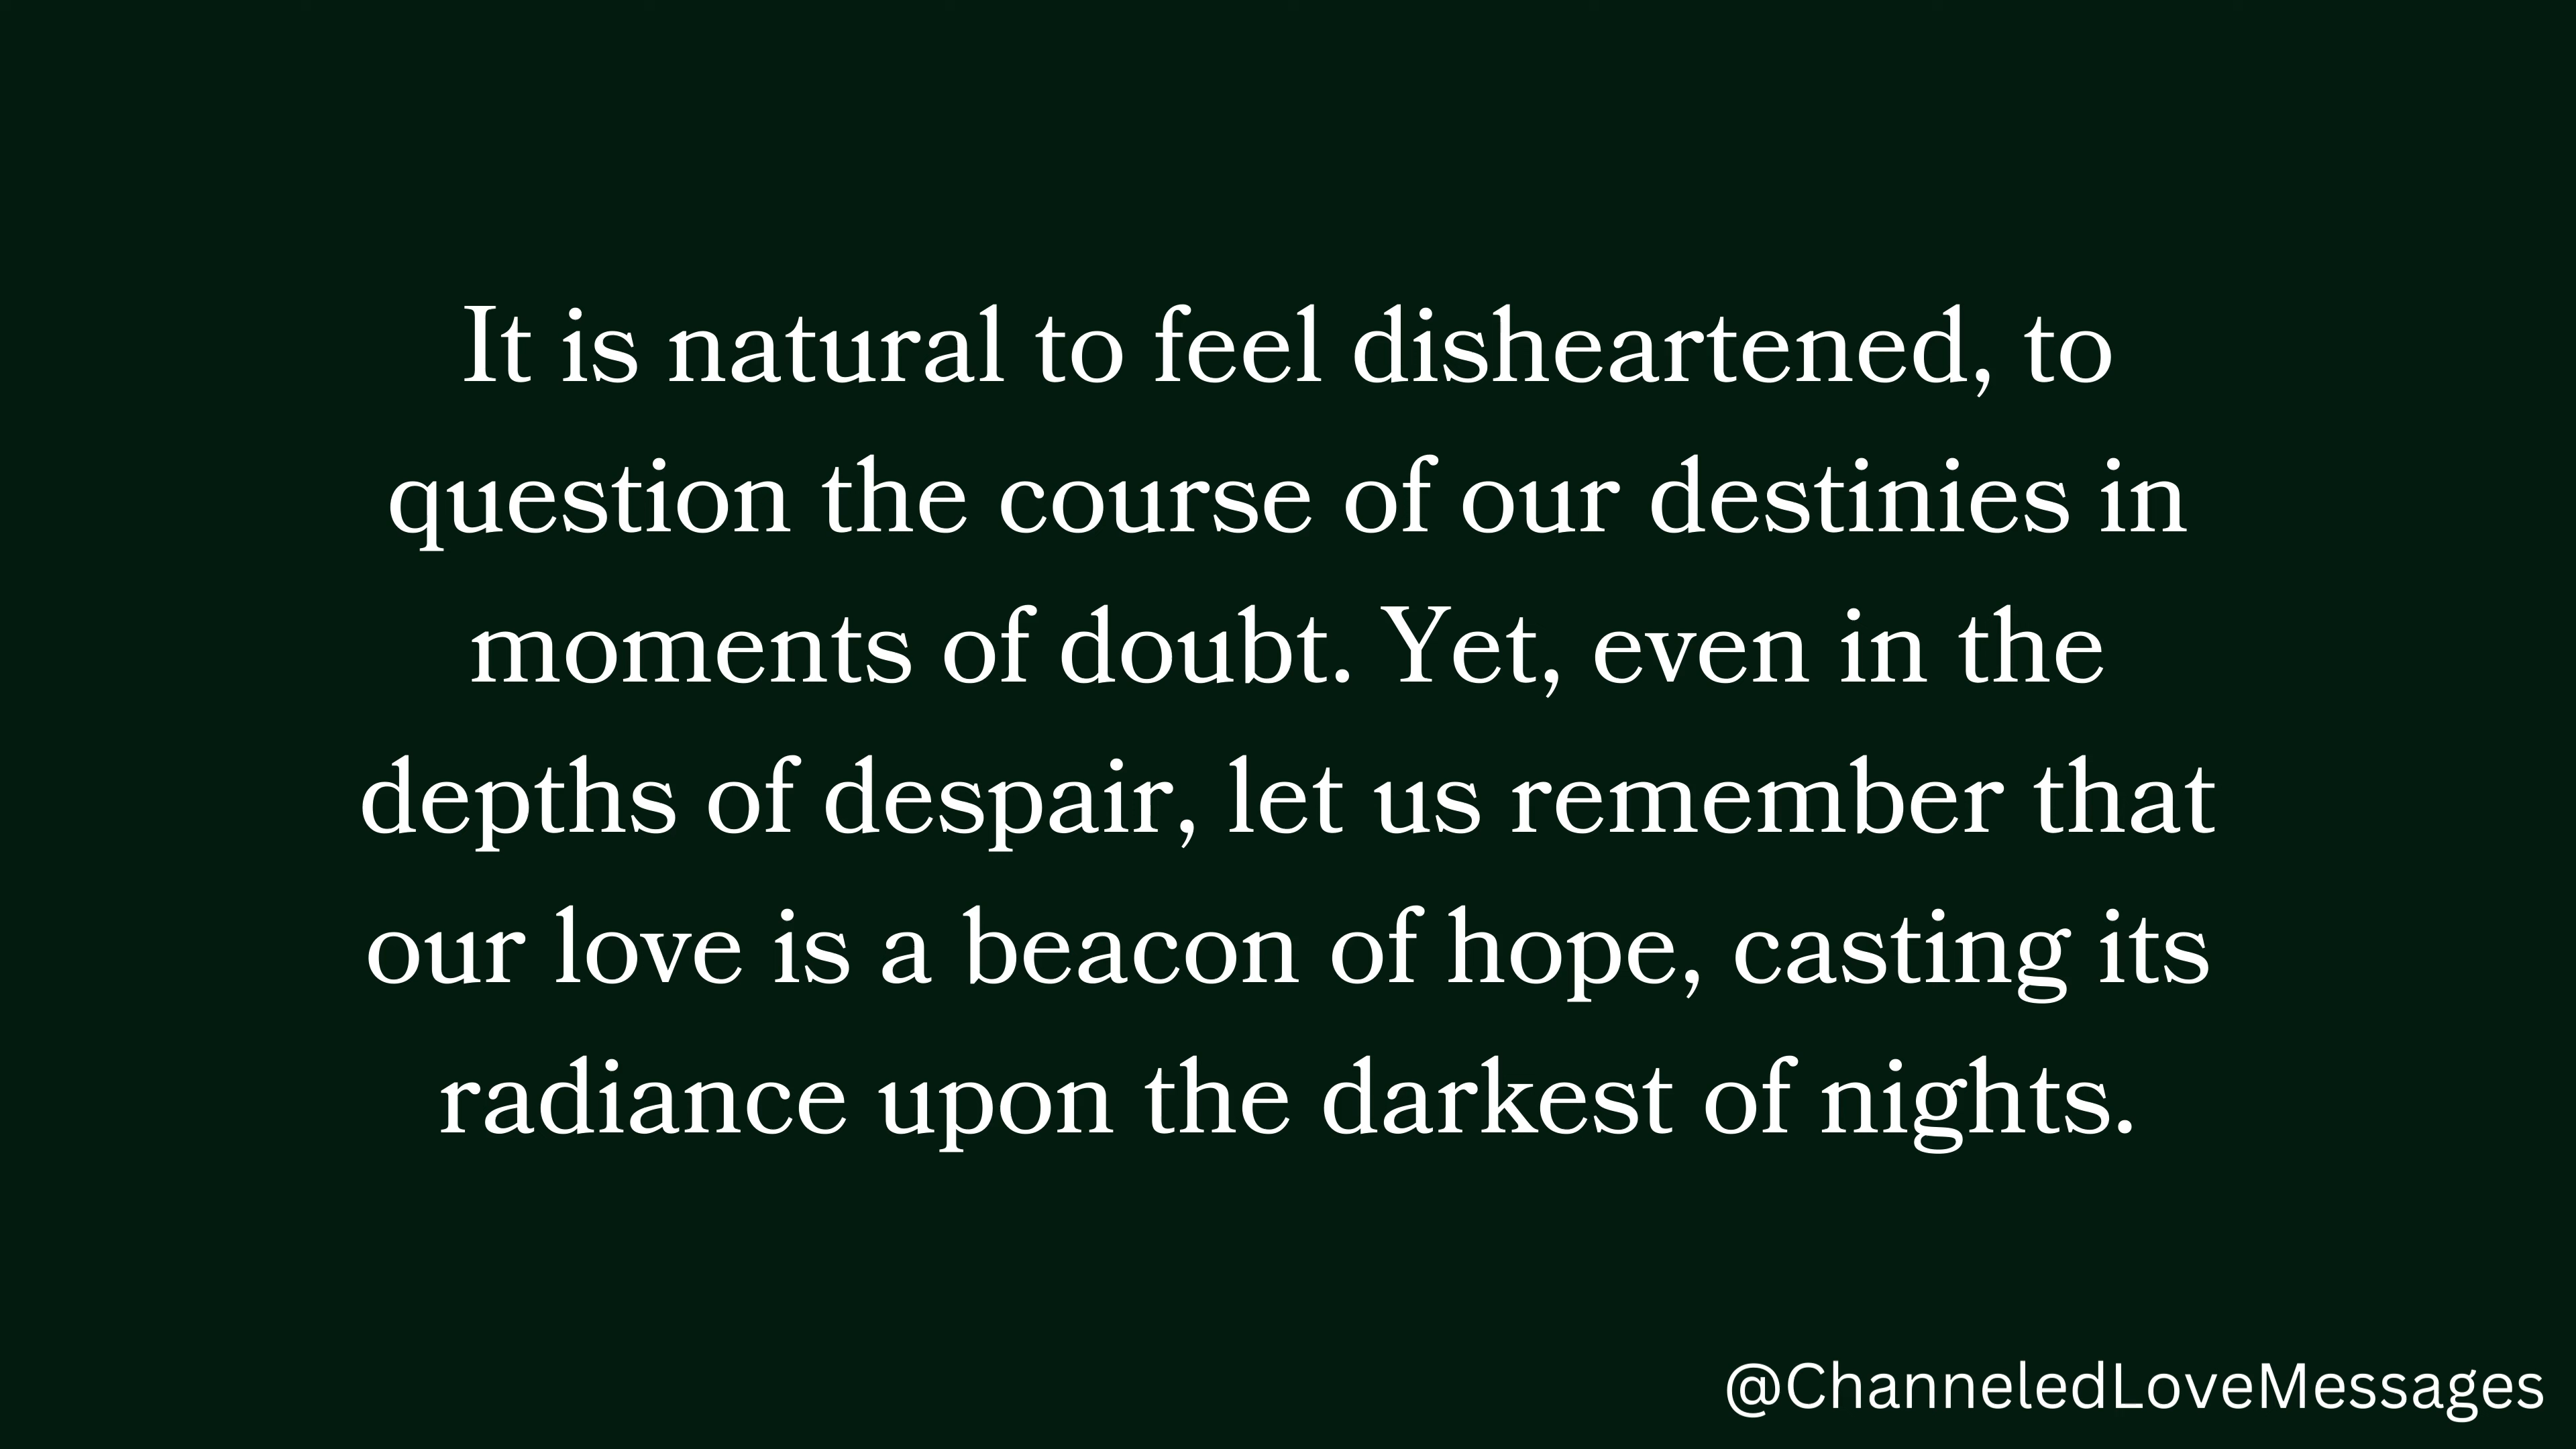 It is natural to feel disheartened, to
question the course of our destinies in
moments of doubt. Yet, even in the
depths of despair, let us remember that
our love is a beacon of hope, casting its
radiance upon the darkest of nights.
@ChanneledLoveMessages